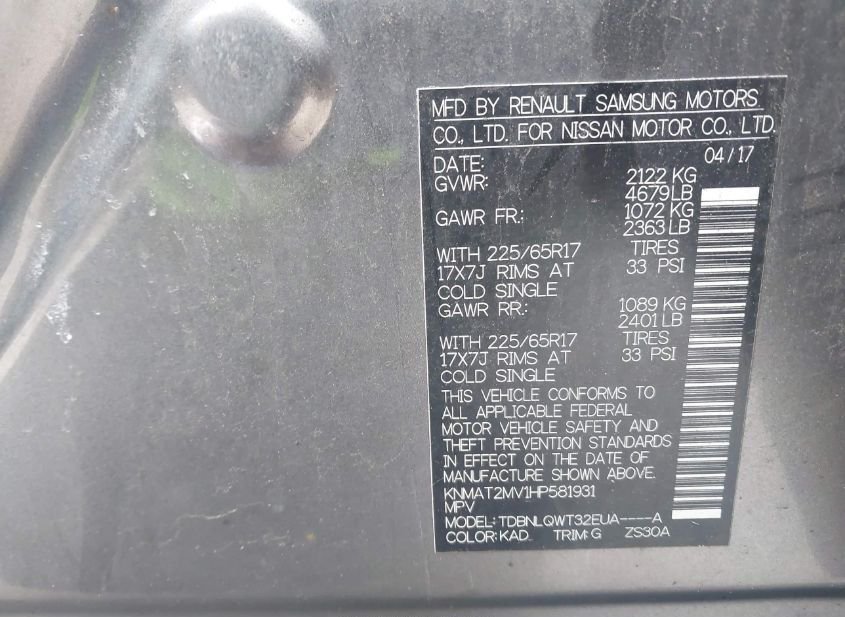 MFD BY RENAULT SAMSUNG MOTORS
CO., LTD. FOR NISSAN MOTOR CO., LTD.
DATE: 04/17
GVWR: 2122 KG
4679 LB
GAWR FR.: 1072 KG
2363 LB
WITH 225/65R17 TIRES
17X7J RIMS AT 33 PSI
COLD SINGLE
GAWR RR.: 1089 KG
2401 LB
WITH 225/65R17 TIRES
17X7J RIMS AT 33 PSI
COLD SINGLE
THIS VEHICLE CONFORMS TO
ALL APPLICABLE FEDERAL
MOTOR VEHICLE SAFETY AND
THEFT PREVENTION STANDARDS
IN EFFECT ON THE DATE OF
MANUFACTURE SHOWN ABOVE.
KNMAT2MV1HP581931
MPV
MODEL: TDBNLQWT32EUA----A
COLOR: KAD TRIM: G ZS30A